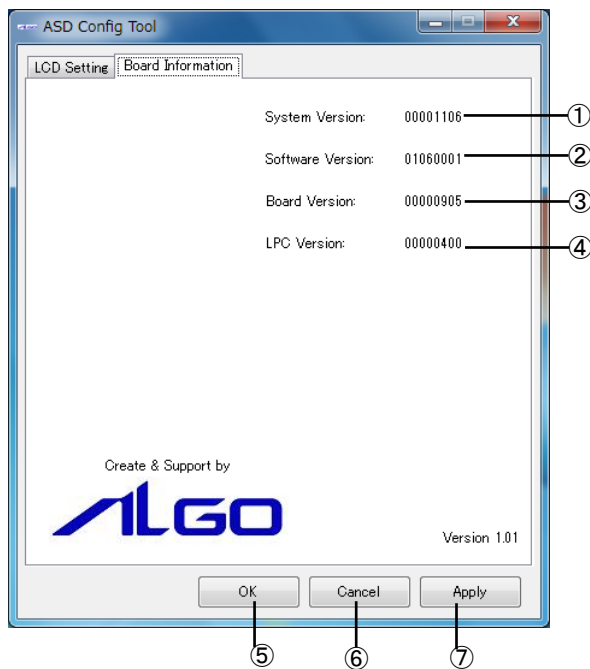 ASD Config Tool
LCD Setting Board Information
System Version: 00001106 ①
Software Version: 01060001 ②
Board Version: 00000905 ③
LPC Version: 00000400 ④
Create & Support by
ALGO
Version 1.01
OK Cancel Apply
⑤ ⑥ ⑦